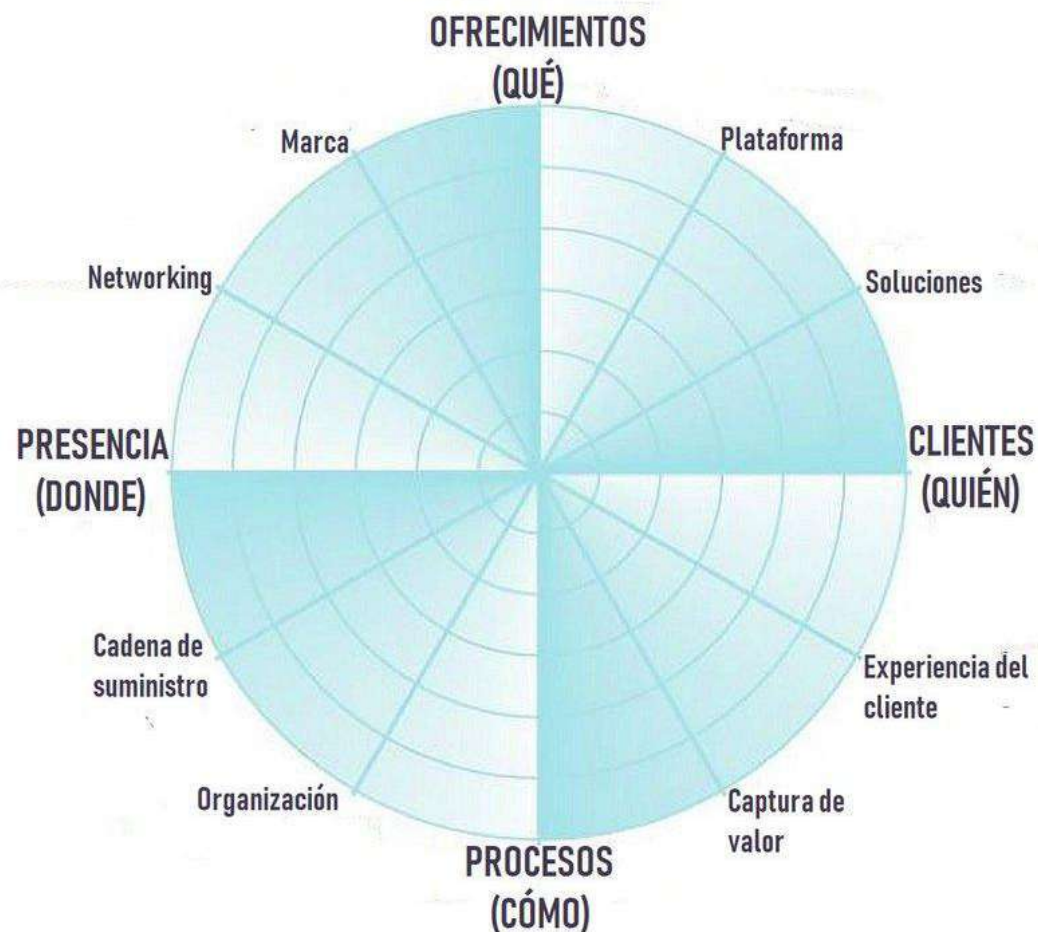 OFRECIMIENTOS
(QUÉ)
Marca
Plataforma
Networking
Soluciones
PRESENCIA
(DONDE)
CLIENTES
(QUIÉN)
Cadena de
suministro
Experiencia del
cliente
Organización
Captura de
valor
PROCESOS
(CÓMO)